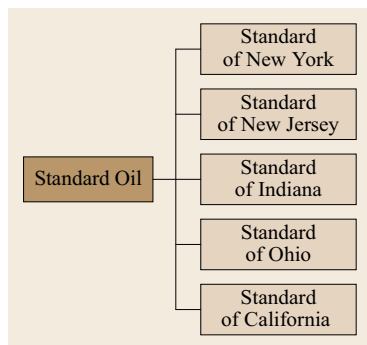 Standard
of New York
Standard
of New Jersey
Standard Oil
Standard
of Indiana
Standard
of Ohio
Standard
of California